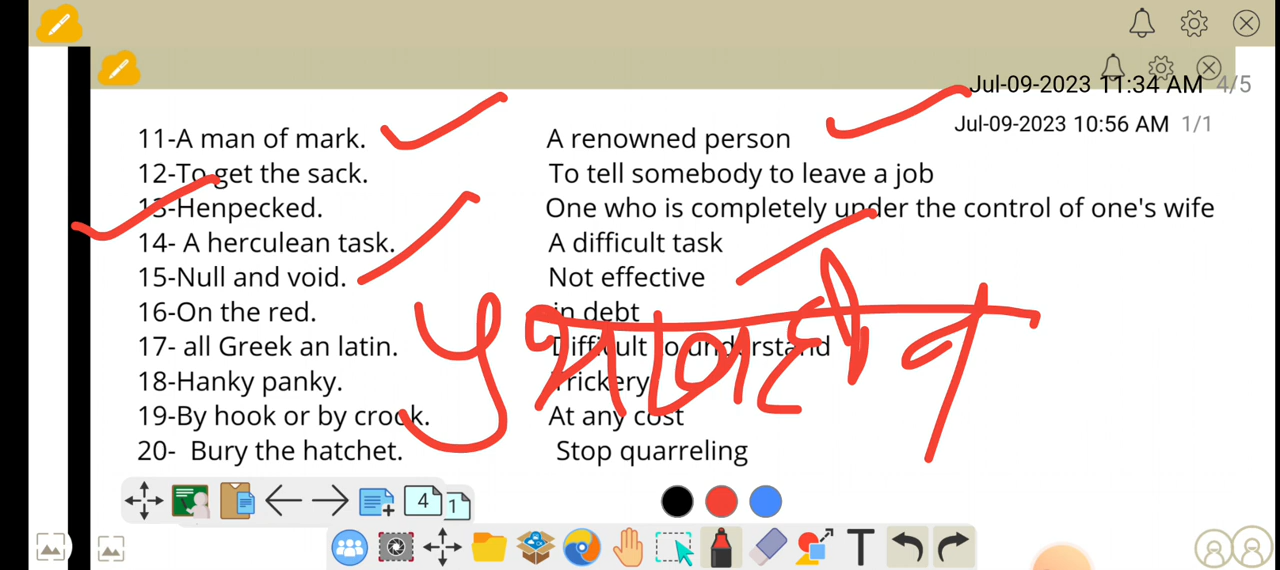 Jul-09-2023 11:34 AM 4/5
Jul-09-2023 10:56 AM 1/1
11-A man of mark. A renowned person
12-To get the sack. To tell somebody to leave a job
13-Henpecked. One who is completely under the control of one's wife
14- A herculean task. A difficult task
15-Null and void. Not effective
16-On the red. in debt
17- all Greek an latin. Difficult to understand
प्रभावहीन
18-Hanky panky. Trickery
19-By hook or by crook. At any cost
20- Bury the hatchet. Stop quarreling
4 1
T